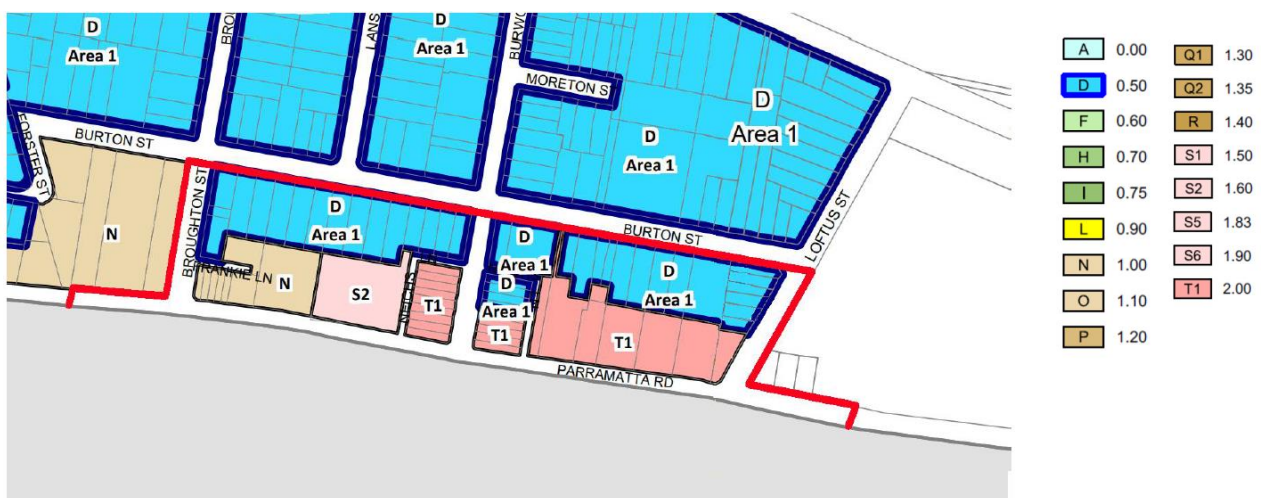 D
Area 1
BRO
LANS
D
Area 1
BURWO
MORETON ST
D
Area 1
D
Area 1
FORSTER ST
BURTON ST
N
BROUGHTON ST
D
Area 1
FRANKIE LN
N
S2
T1
D
Area 1
D
Area 1
T1
BURTON ST
D
Area 1
T1
LOFTUS ST
PARRAMATTA RD
A 0.00
D 0.50
F 0.60
H 0.70
I 0.75
L 0.90
N 1.00
O 1.10
P 1.20
Q1 1.30
Q2 1.35
R 1.40
S1 1.50
S2 1.60
S5 1.83
S6 1.90
T1 2.00